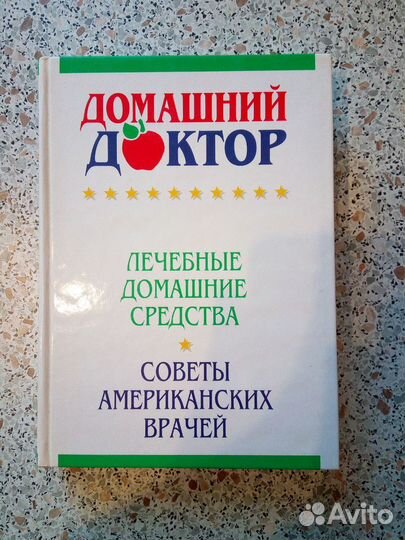 ДОМАШНИЙ
ДОКТОР
ЛЕЧЕБНЫЕ
ДОМАШНИЕ
СРЕДСТВА
СОВЕТЫ
АМЕРИКАНСКИХ
ВРАЧЕЙ
Avito